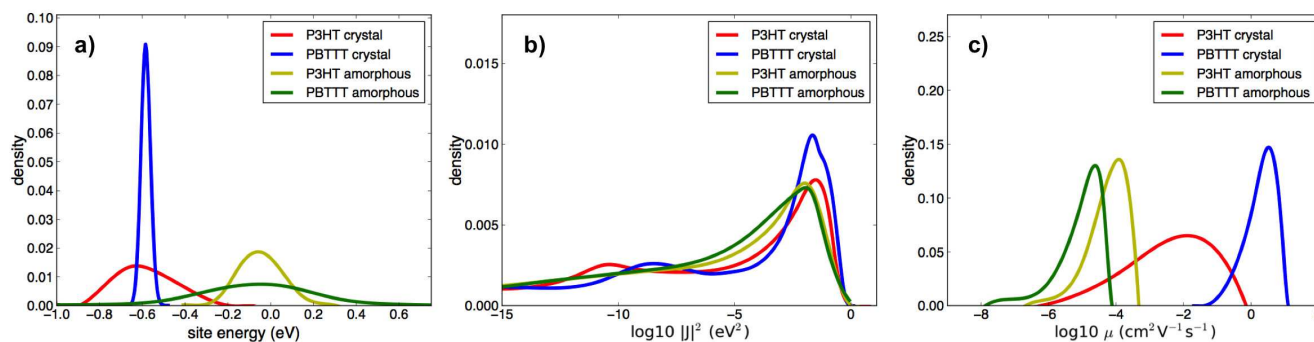 a)
P3HT crystal
PBTTT crystal
P3HT amorphous
PBTTT amorphous
density
0.10
0.09
0.08
0.07
0.06
0.05
0.04
0.03
0.02
0.01
0.00
-1.0 -0.8 -0.6 -0.4 -0.2 0.0 0.2 0.4 0.6
site energy (eV)
b)
P3HT crystal
PBTTT crystal
P3HT amorphous
PBTTT amorphous
density
0.015
0.010
0.005
0.000
-15 -10 -5 0
log10 |J|² (eV²)
c)
P3HT crystal
PBTTT crystal
P3HT amorphous
PBTTT amorphous
density
0.25
0.20
0.15
0.10
0.05
0.00
-8 -6 -4 -2 0
log10 μ (cm²V⁻¹s⁻¹)